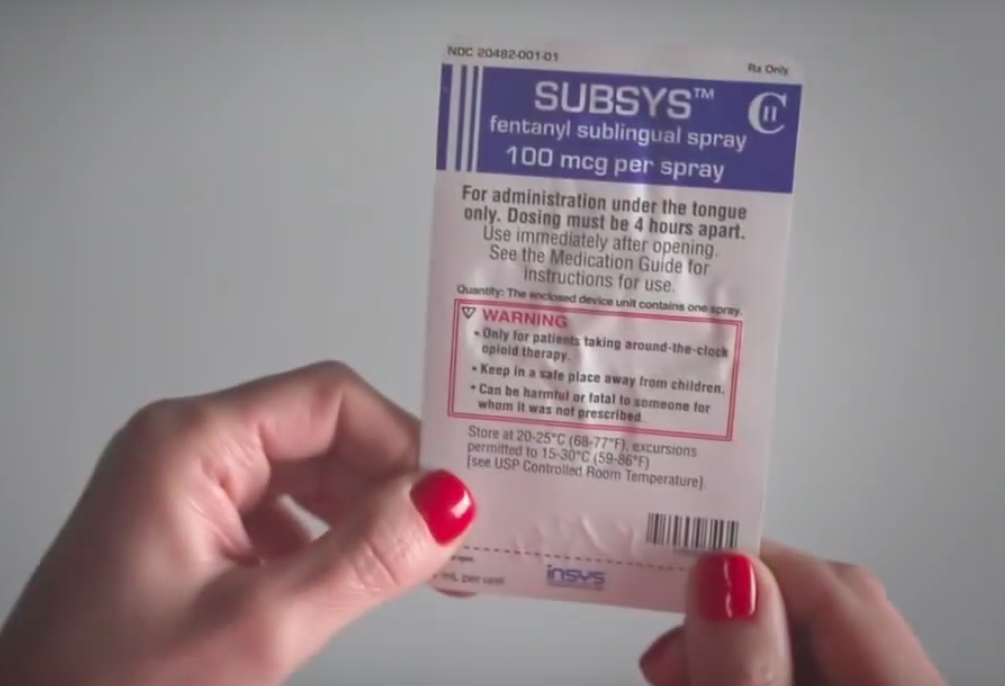 NDC 20482-001-01
Rx Only
SUBSYS™
CII
fentanyl sublingual spray
100 mcg per spray
For administration under the tongue
only. Dosing must be 4 hours apart.
Use immediately after opening.
See the Medication Guide for
instructions for use.
Quantity: The enclosed device unit contains one spray.
WARNING
• Only for patients taking around-the-clock
opioid therapy.
• Keep in a safe place away from children.
• Can be harmful or fatal to someone for
whom it was not prescribed.
Store at 20-25°C (68-77°F), excursions
permitted to 15-30°C (59-86°F)
[see USP Controlled Room Temperature].
mL per unit
insys